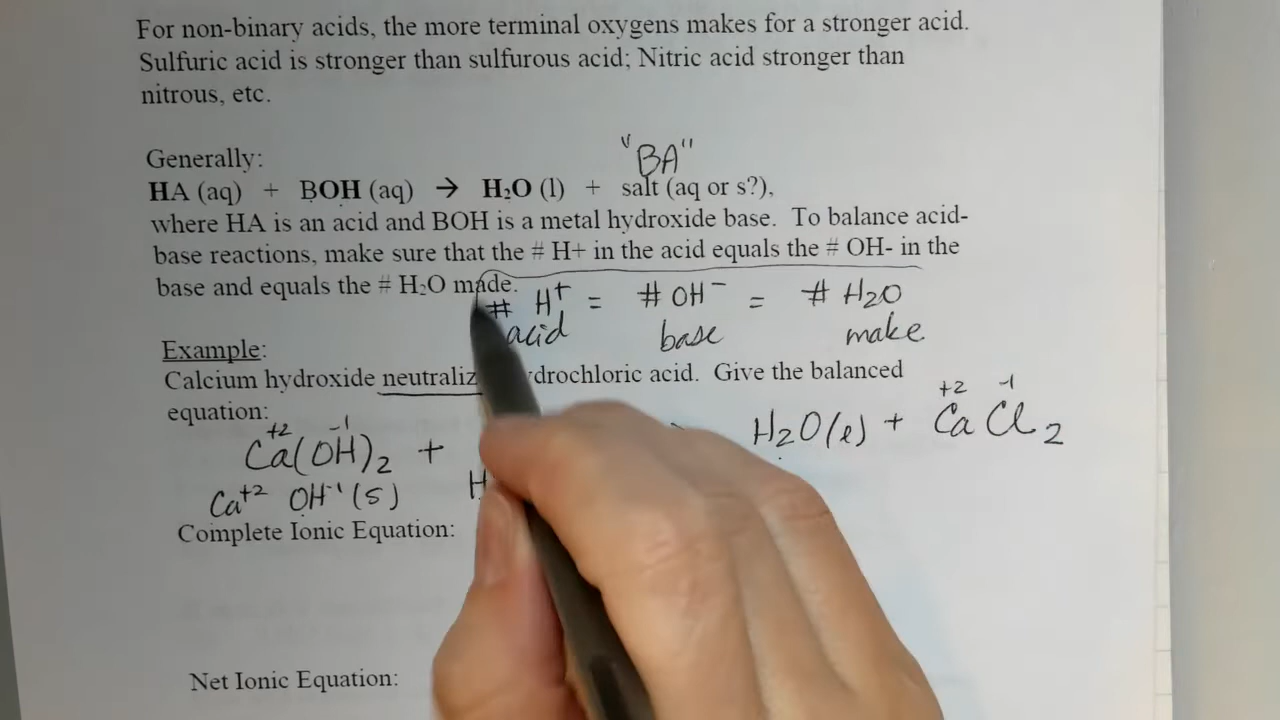 For non-binary acids, the more terminal oxygens makes for a stronger acid.
Sulfuric acid is stronger than sulfurous acid; Nitric acid stronger than
nitrous, etc.
"BA"
Generally:
HA (aq) + BOH (aq) → H₂O (l) + salt (aq or s?),
where HA is an acid and BOH is a metal hydroxide base. To balance acid-
base reactions, make sure that the # H+ in the acid equals the # OH- in the
base and equals the # H₂O made.
# H⁺ = # OH⁻ = # H₂O
acid base make
Example:
Calcium hydroxide neutraliz drochloric acid. Give the balanced
equation:
+2 -1 +2 -1
Ca(OH)₂ + H₂O(l) + CaCl₂
Ca⁺² OH⁻¹ (s) H
Complete Ionic Equation:
Net Ionic Equation: